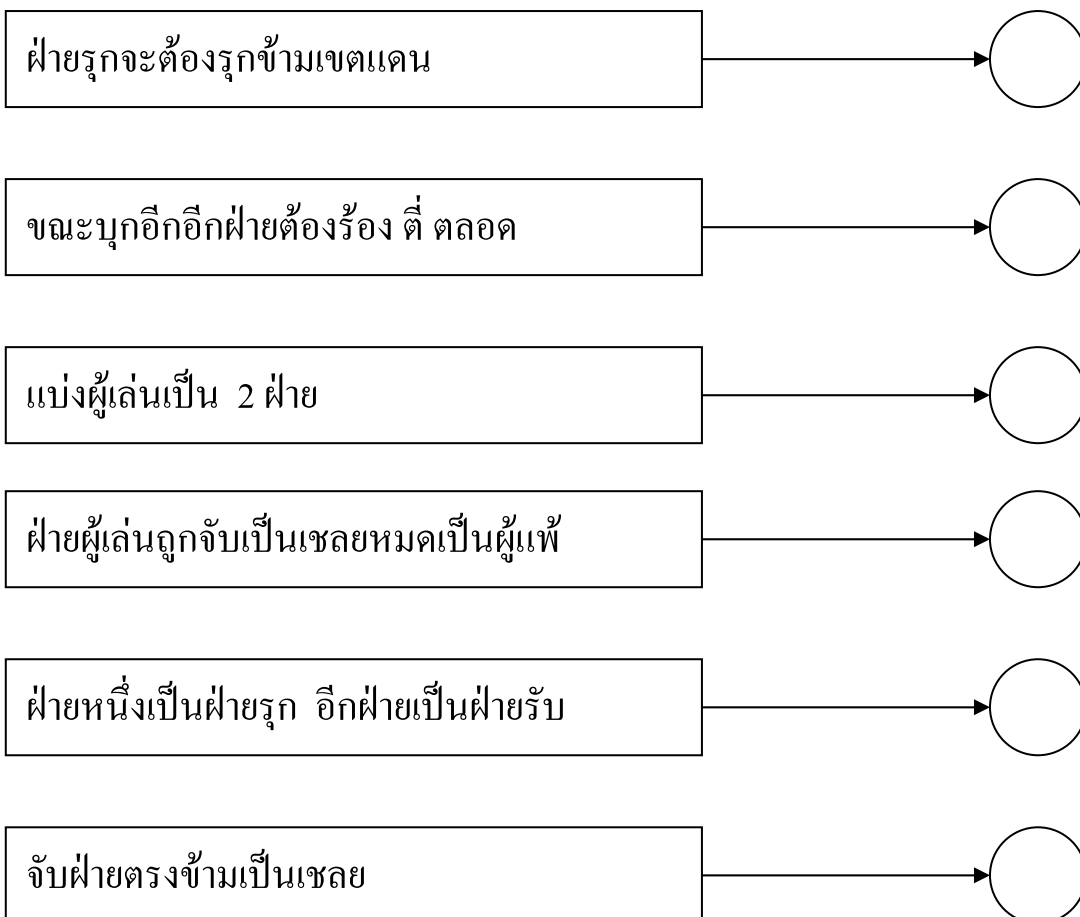 ฝ่ายรุกจะต้องรุกข้ามเขตแดน
ขณะบุกอีกอีกฝ่ายต้องร้อง ตี่ ตลอด
แบ่งผู้เล่นเป็น  2 ฝ่าย
ฝ่ายผู้เล่นถูกจับเป็นเชลยหมดเป็นผู้แพ้
ฝ่ายหนึ่งเป็นฝ่ายรุก  อีกฝ่ายเป็นฝ่ายรับ
จับฝ่ายตรงข้ามเป็นเชลย